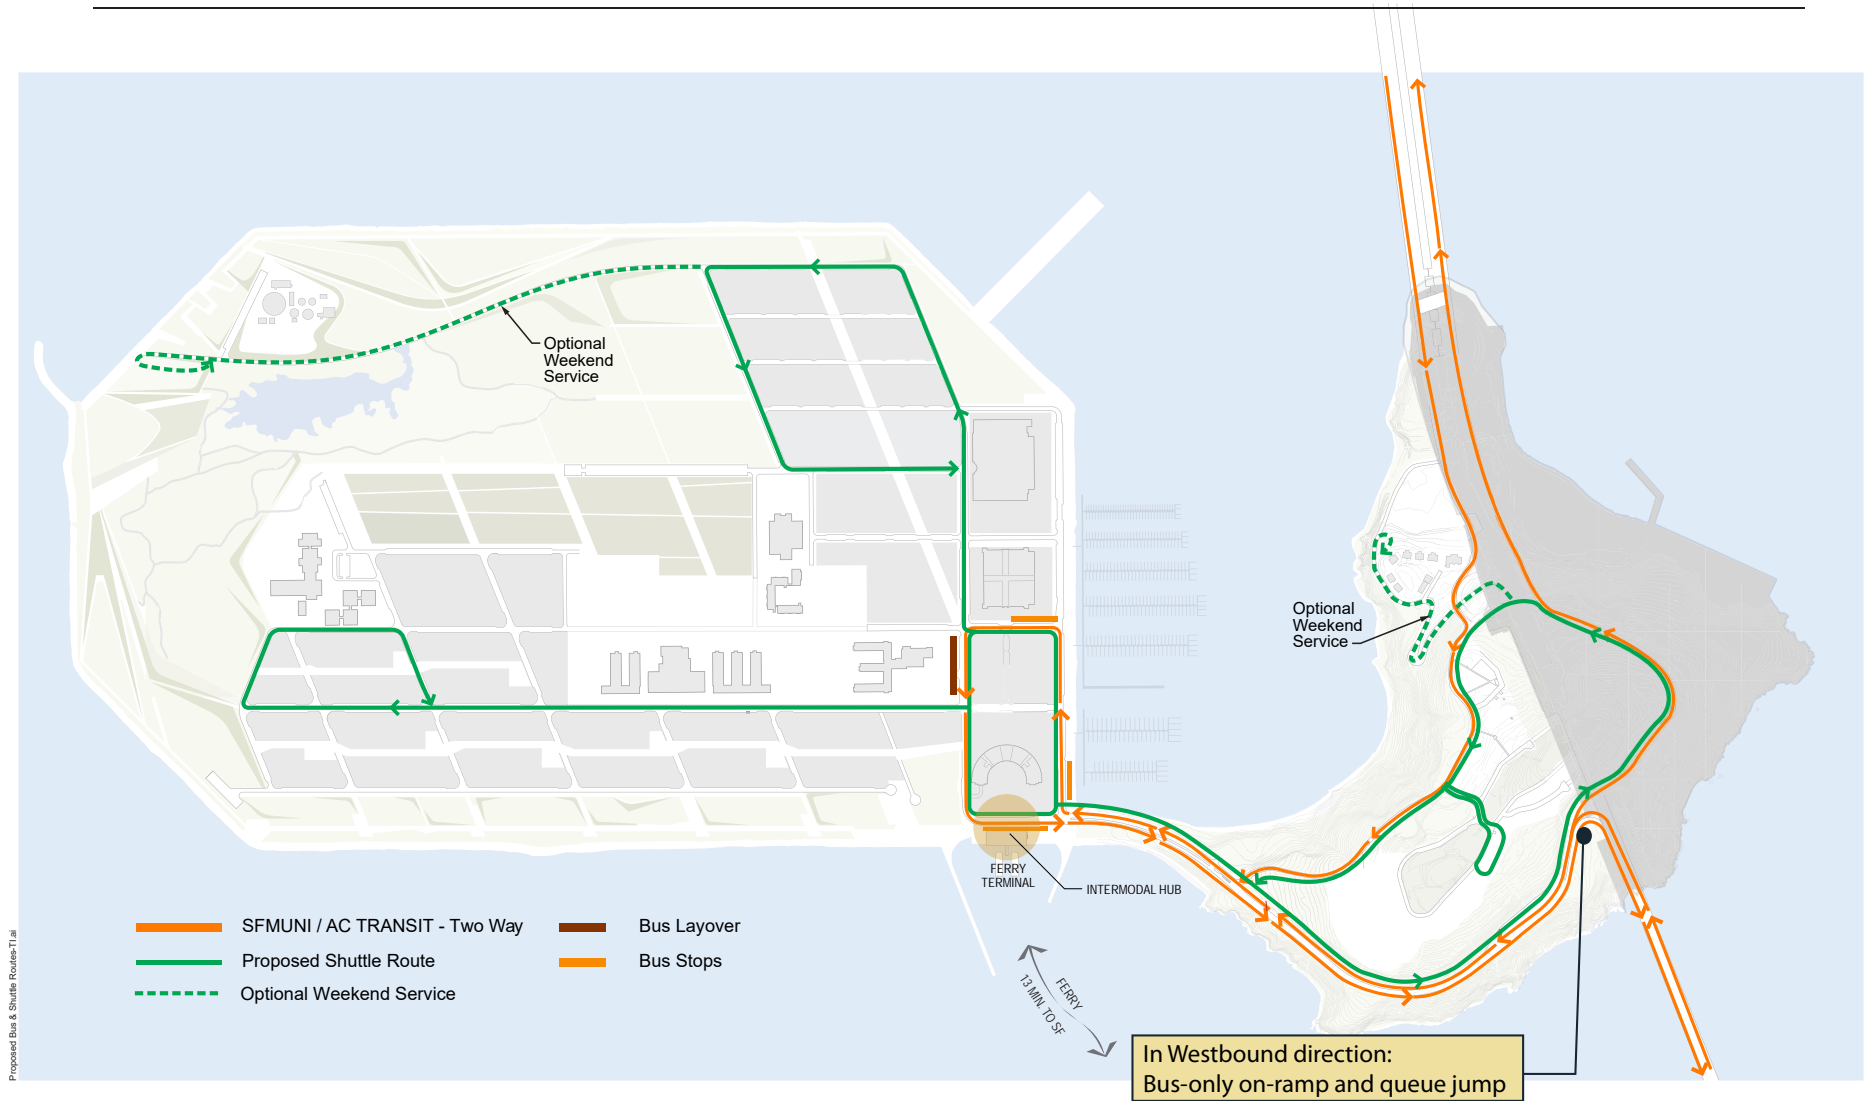 Optional
Weekend
Service
Optional
Weekend
Service
FERRY
TERMINAL
INTERMODAL HUB
SFMUNI / AC TRANSIT - Two Way
Proposed Shuttle Route
Optional Weekend Service
Bus Layover
Bus Stops
FERRY
13 MIN. TO SF
In Westbound direction:
Bus-only on-ramp and queue jump
Proposed Bus & Shuttle Routes-TI.ai